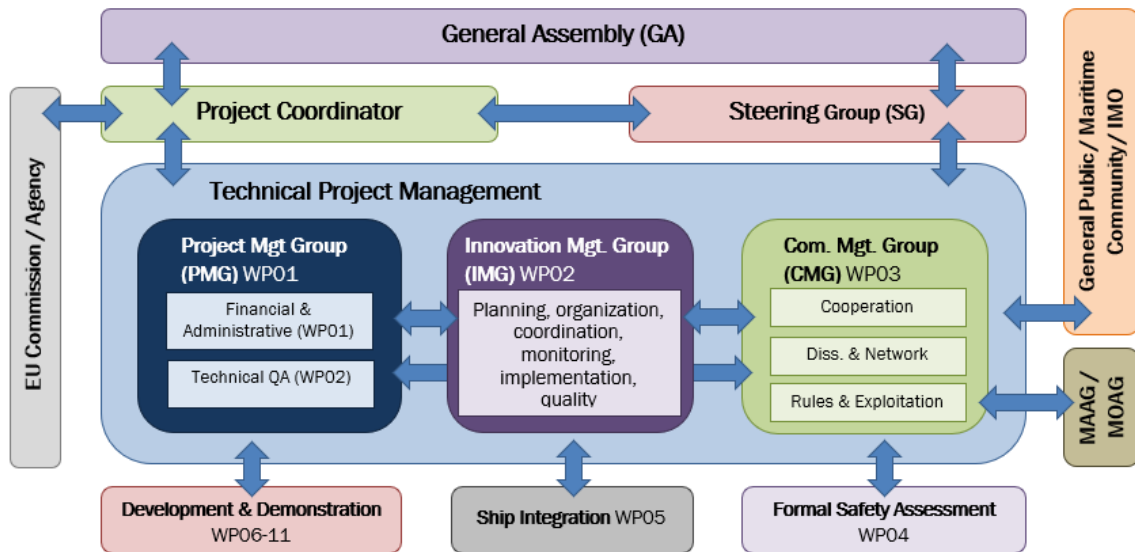 General Assembly (GA)
Project Coordinator
Steering Group (SG)
EU Commission / Agency
General Public / Maritime
Community / IMO
Technical Project Management
Project Mgt Group
(PMG) WP01
Financial &
Administrative (WP01)
Technical QA (WP02)
Innovation Mgt. Group
(IMG) WP02
Planning, organization,
coordination,
monitoring,
implementation,
quality
Com. Mgt. Group
(CMG) WP03
Cooperation
Diss. & Network
Rules & Exploitation
MAAG /
MOAG
Development & Demonstration
WP06-11
Ship Integration WP05
Formal Safety Assessment
WP04